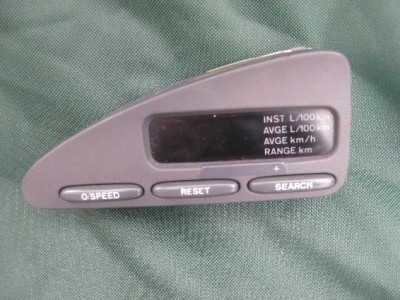 INST L/100km
AVGE L/100km
AVGE km/h
RANGE km
O/SPEED RESET SEARCH